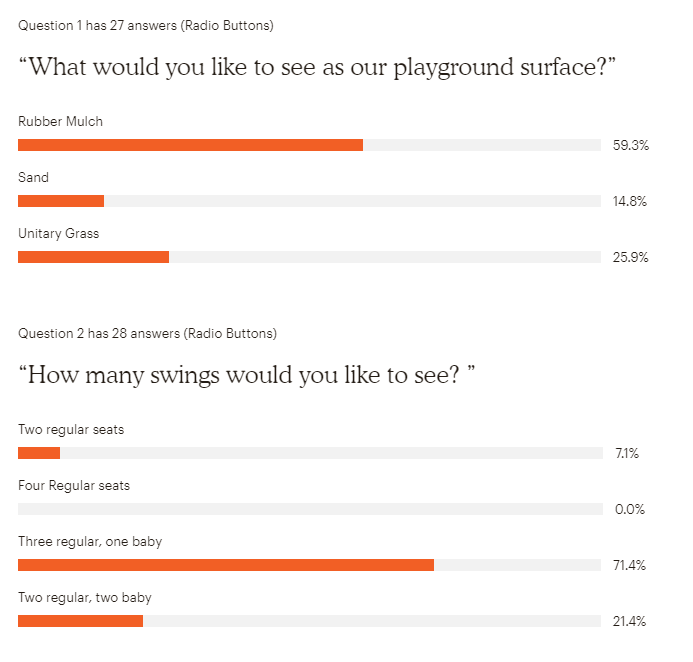 Question 1 has 27 answers (Radio Buttons)
“What would you like to see as our playground surface?”
Rubber Mulch
59.3%
Sand
14.8%
Unitary Grass
25.9%
Question 2 has 28 answers (Radio Buttons)
“How many swings would you like to see? ”
Two regular seats
7.1%
Four Regular seats
0.0%
Three regular, one baby
71.4%
Two regular, two baby
21.4%